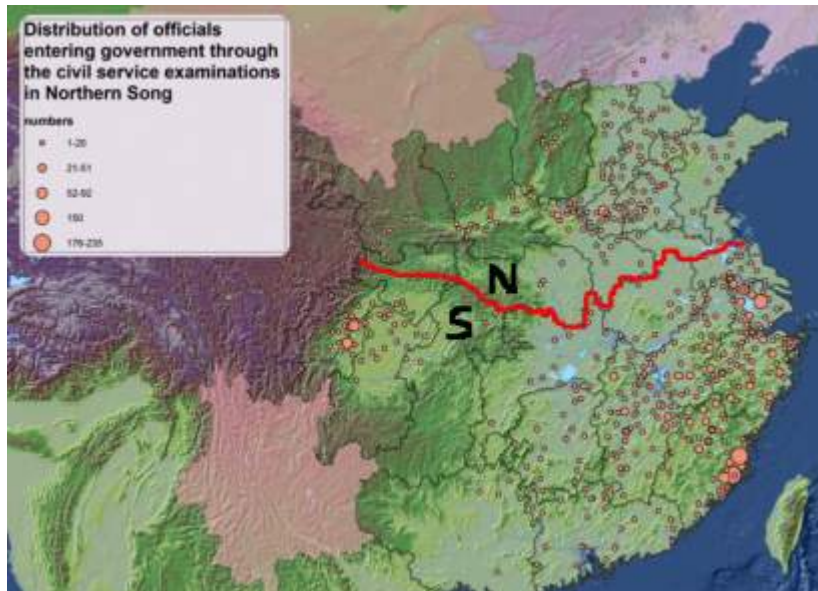 Distribution of officials
entering government through
the civil service examinations
in Northern Song
numbers
1-20
21-51
52-92
150
176-235
N
S